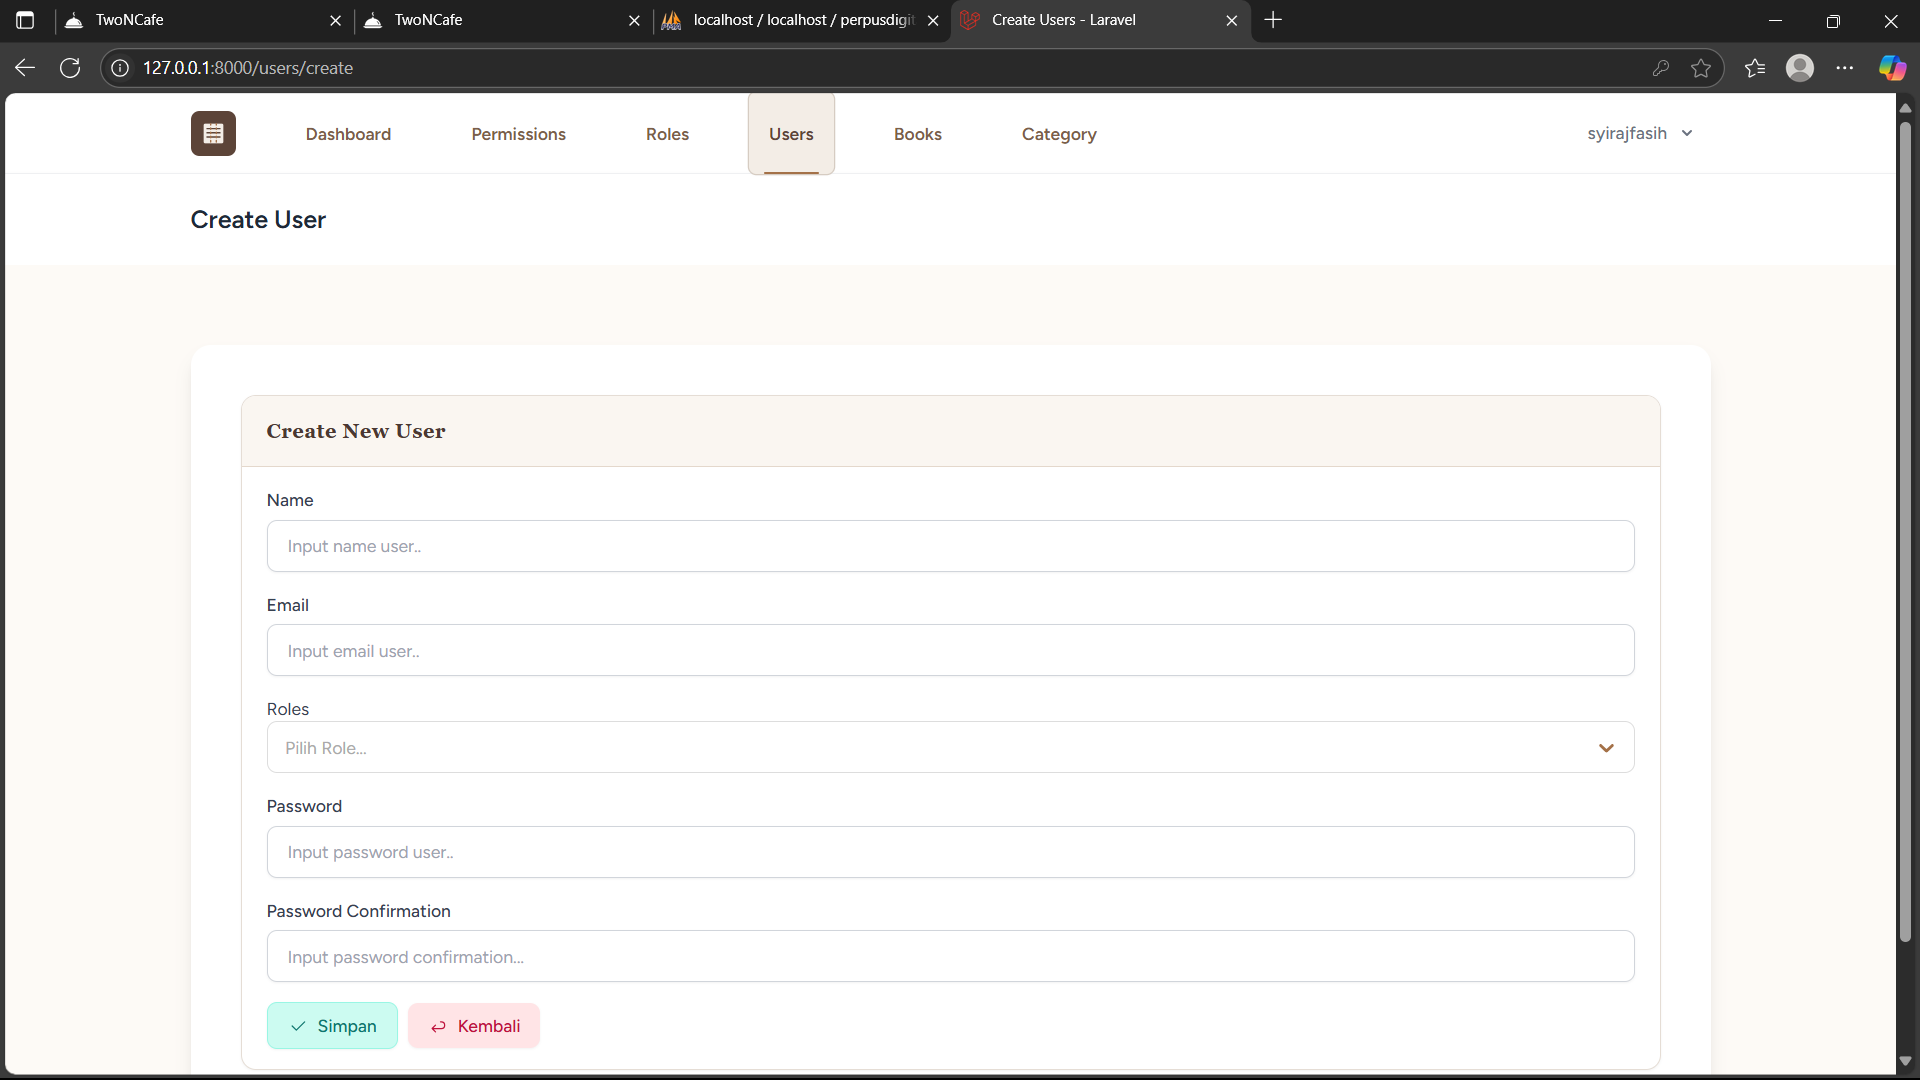 TwoNCafe
TwoNCafe
localhost / localhost / perpusdigit
Create Users - Laravel
127.0.0.1:8000/users/create
Dashboard
Permissions
Roles
Users
Books
Category
syirajfasih
Create User
Create New User
Name
Input name user..
Email
Input email user..
Roles
Pilih Role...
Password
Input password user..
Password Confirmation
Input password confirmation...
Simpan
Kembali